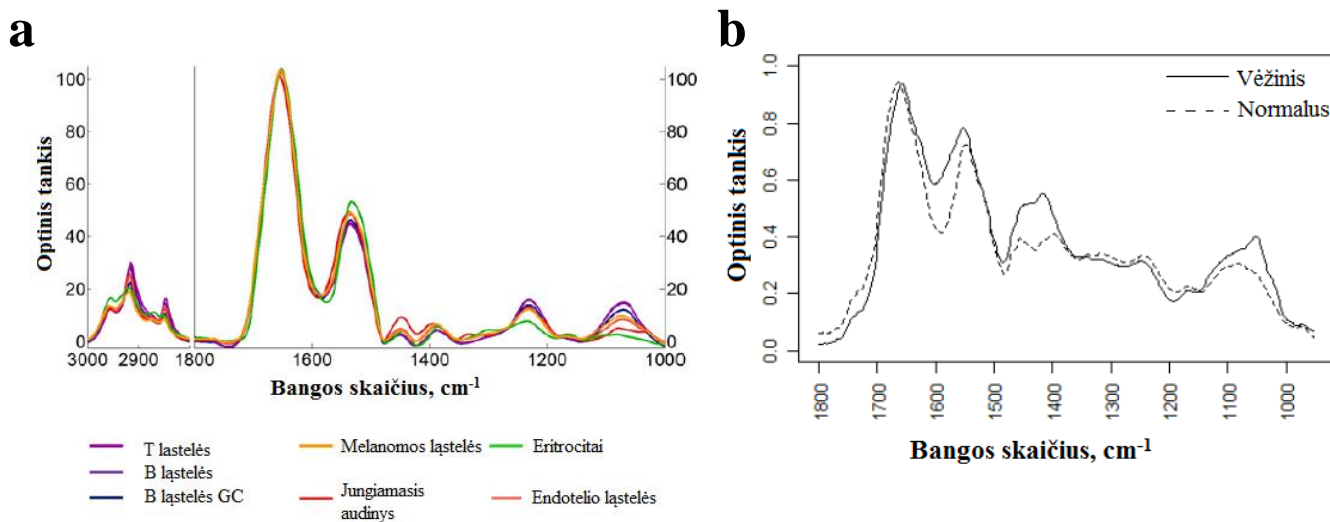 a
b
100
80
60
40
20
0
Optinis tankis
3000
2900
1800
1600
1400
1200
1000
100
80
60
40
20
0
Bangos skaičius, cm-1
T lastelės
B ląstelės
B ląstelės GC
Melanomos ląstelės
Jungiamasis
audinys
Eritrocitai
Endotelio ląstelės
Vėžinis
Normalus
1.0
0.8
0.6
0.4
0.2
0.0
Optinis tankis
1800
1700
1600
1500
1400
1300
1200
1100
1000
Bangos skaičius, cm-1